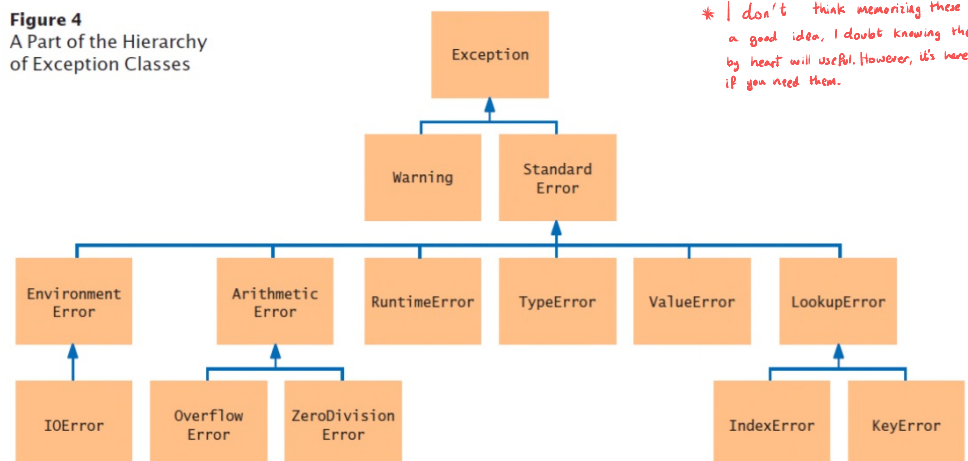 Figure 4
A Part of the Hierarchy
of Exception Classes
* I don't think memorizing these
a good idea, I doubt knowing the
by heart will useful. However, it's here
if you need them.
Exception
Warning
Standard
Error
Environment
Error
Arithmetic
Error
RuntimeError
TypeError
ValueError
LookupError
IOError
Overflow
Error
ZeroDivision
Error
IndexError
KeyError